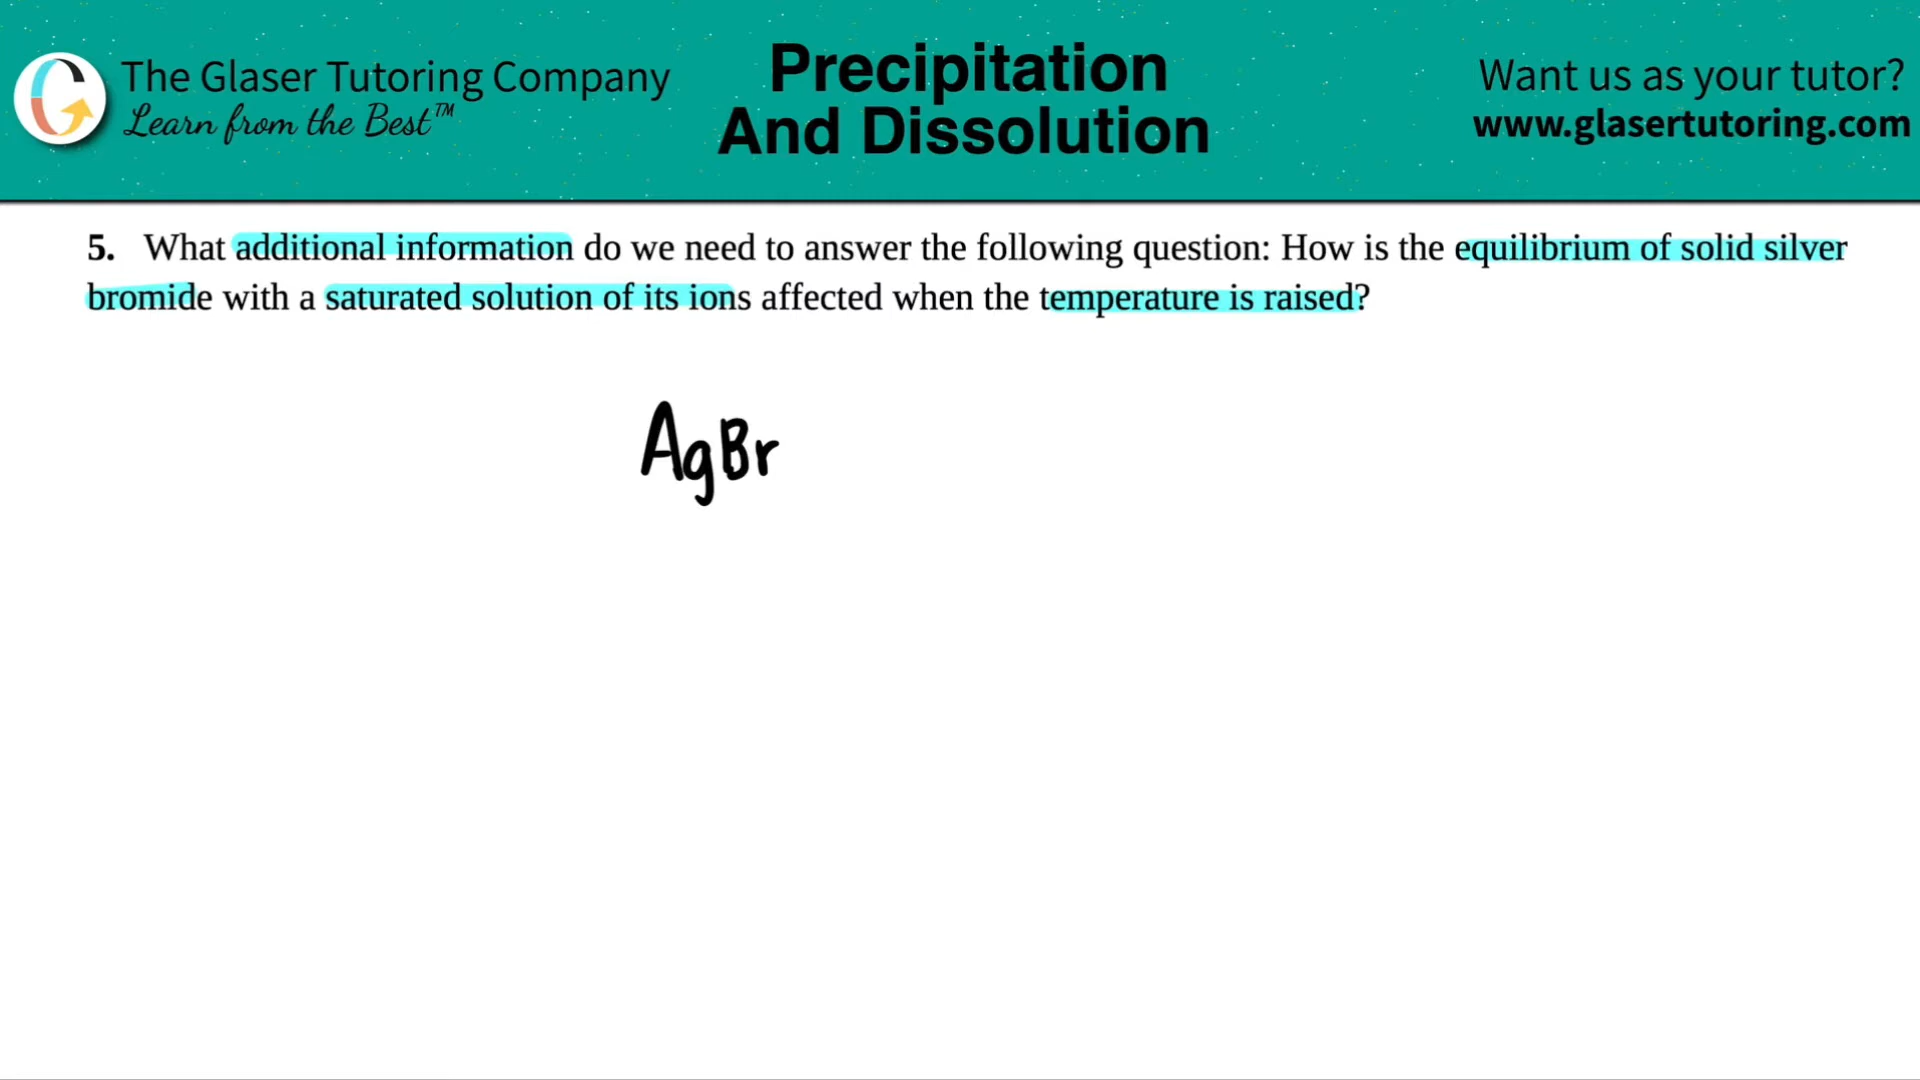 The Glaser Tutoring Company
Learn from the Best™
Precipitation
And Dissolution
Want us as your tutor?
www.glasertutoring.com
5. What additional information do we need to answer the following question: How is the equilibrium of solid silver
bromide with a saturated solution of its ions affected when the temperature is raised?
AgBr